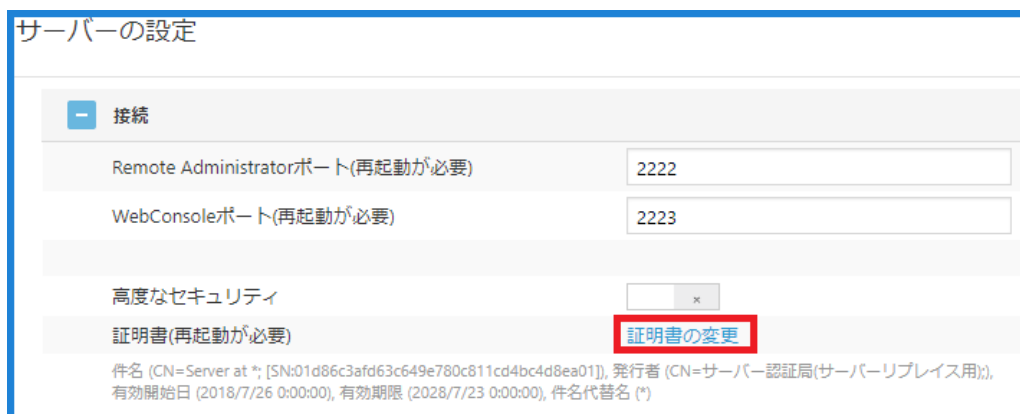 サーバーの設定
接続
Remote Administratorポート(再起動が必要)
2222
WebConsoleポート(再起動が必要)
2223
高度なセキュリティ
×
証明書(再起動が必要)
証明書の変更
件名 (CN=Server at *; [SN:01d86c3afd63c649e780c811cd4bc4d8ea01]), 発行者 (CN=サーバー認証局(サーバーリプレイス用);),
有効開始日 (2018/7/26 0:00:00), 有効期限 (2028/7/23 0:00:00), 件名代替名 (*)